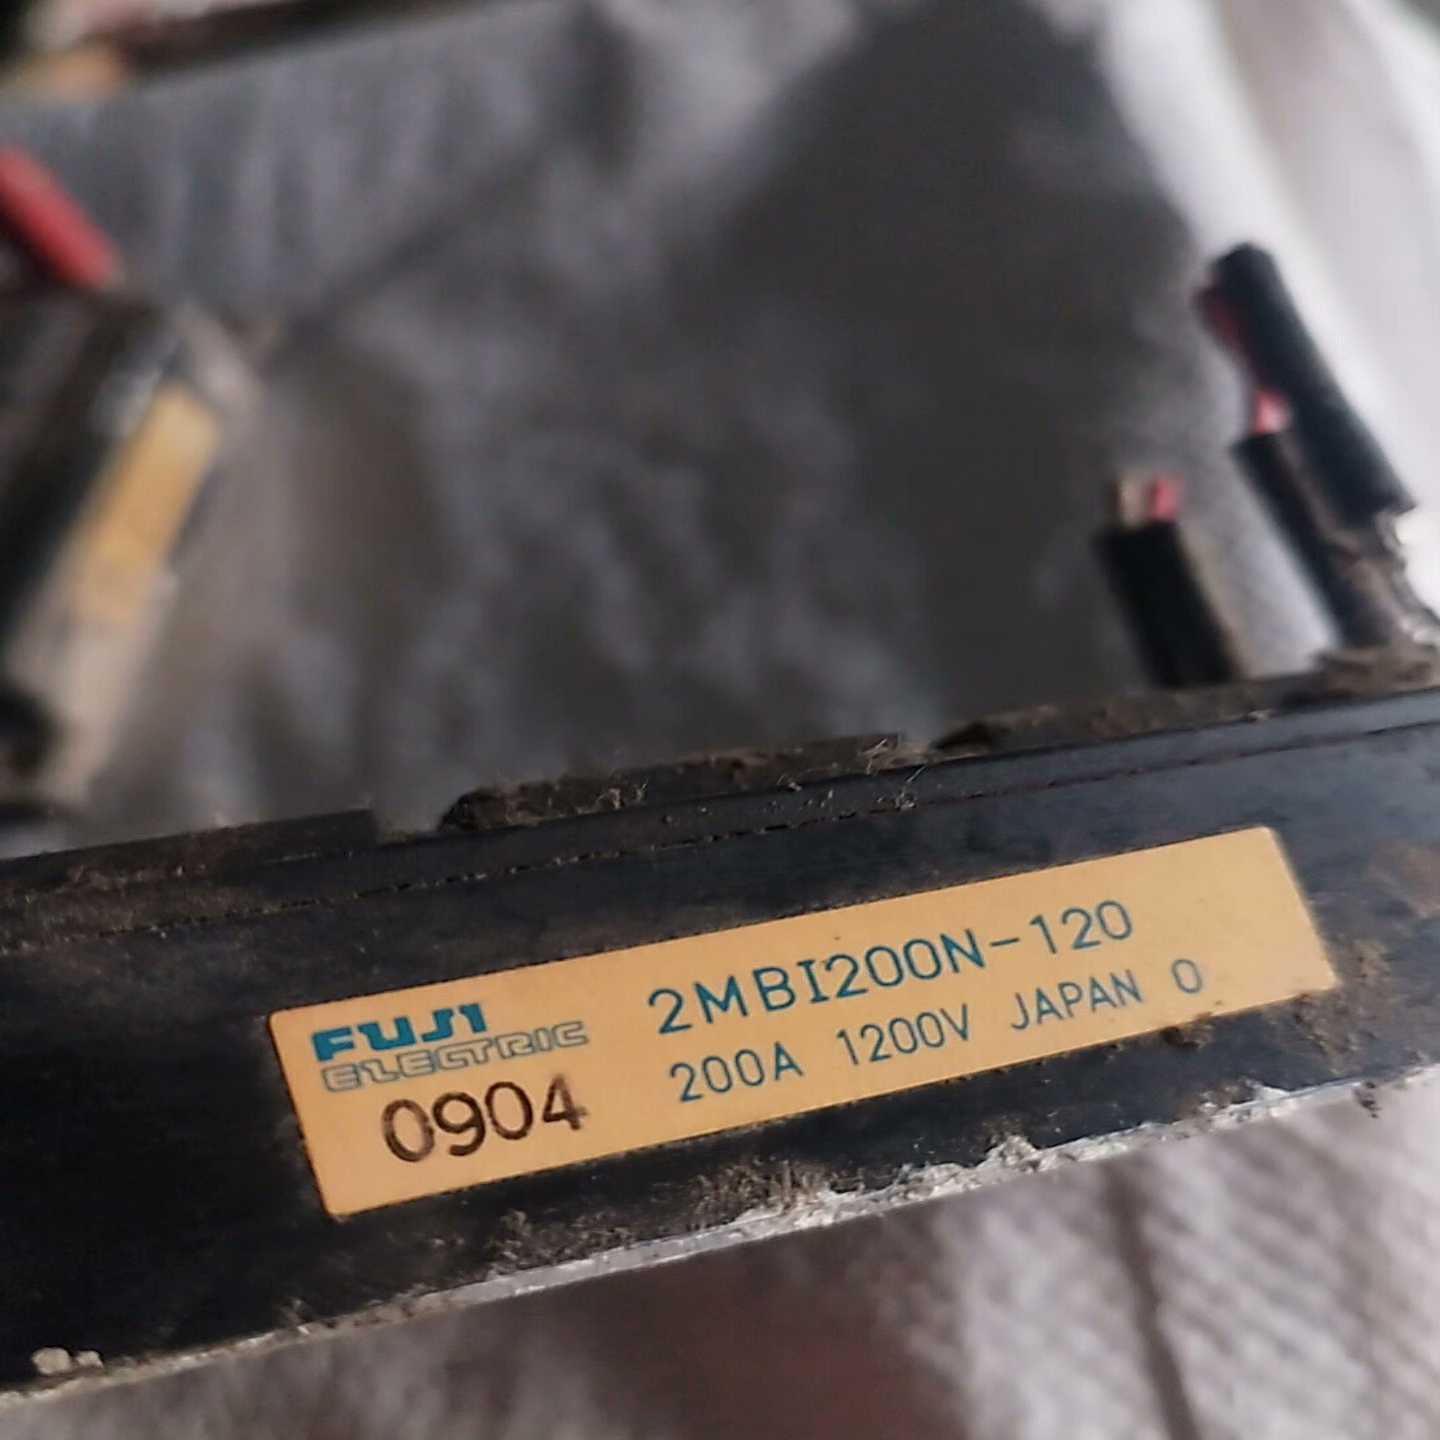 FUJI
ELECTRIC
0904
2MBI200N-120
200A 1200V JAPAN O